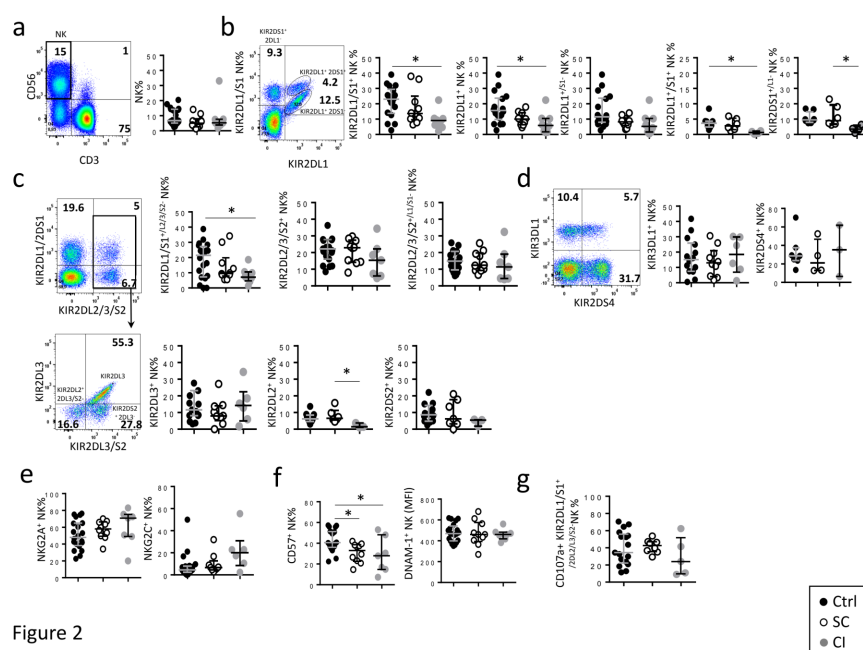 a
NK
15
1
75
CD56
CD3
NK%
b
KIR2DS1+
2DL1-
9.3
KIR2DL1+ 2DS1+
4.2
12.5
KIR2DL1+ 2DS1-
KIR2DL1/S1
KIR2DL1
KIR2DL1/S1+ NK %
*
KIR2DL1+ NK %
*
KIR2DL1+/S1- NK %
KIR2DL1+/S1+ NK %
*
KIR2DS1+/L1- NK %
*
c
19.6
5
6.7
KIR2DL1/2DS1
KIR2DL2/3/S2
KIR2DL1/S1+/L2/3/S2- NK%
*
KIR2DL2/3/S2+ NK%
KIR2DL2/3/S2+/L1/S1- NK%
d
10.4
5.7
31.7
KIR3DL1
KIR2DS4
KIR3DL1+ NK%
KIR2DS4+ NK%
55.3
KIR2DL3
KIR2DL2+
2DL3/S2-
KIR2DS2
+ 2DL3-
16.6
27.8
KIR2DL3
KIR2DL3/S2
KIR2DL3+ NK%
KIR2DL2+ NK%
*
KIR2DS2+ NK%
e
NKG2A+ NK%
NKG2C+ NK%
f
CD57+ NK%
*
*
DNAM-1+ NK (MFI)
g
CD107a+ KIR2DL1/S1+
/2DL2/L3/S2- NK %
Ctrl
SC
CI
Figure 2